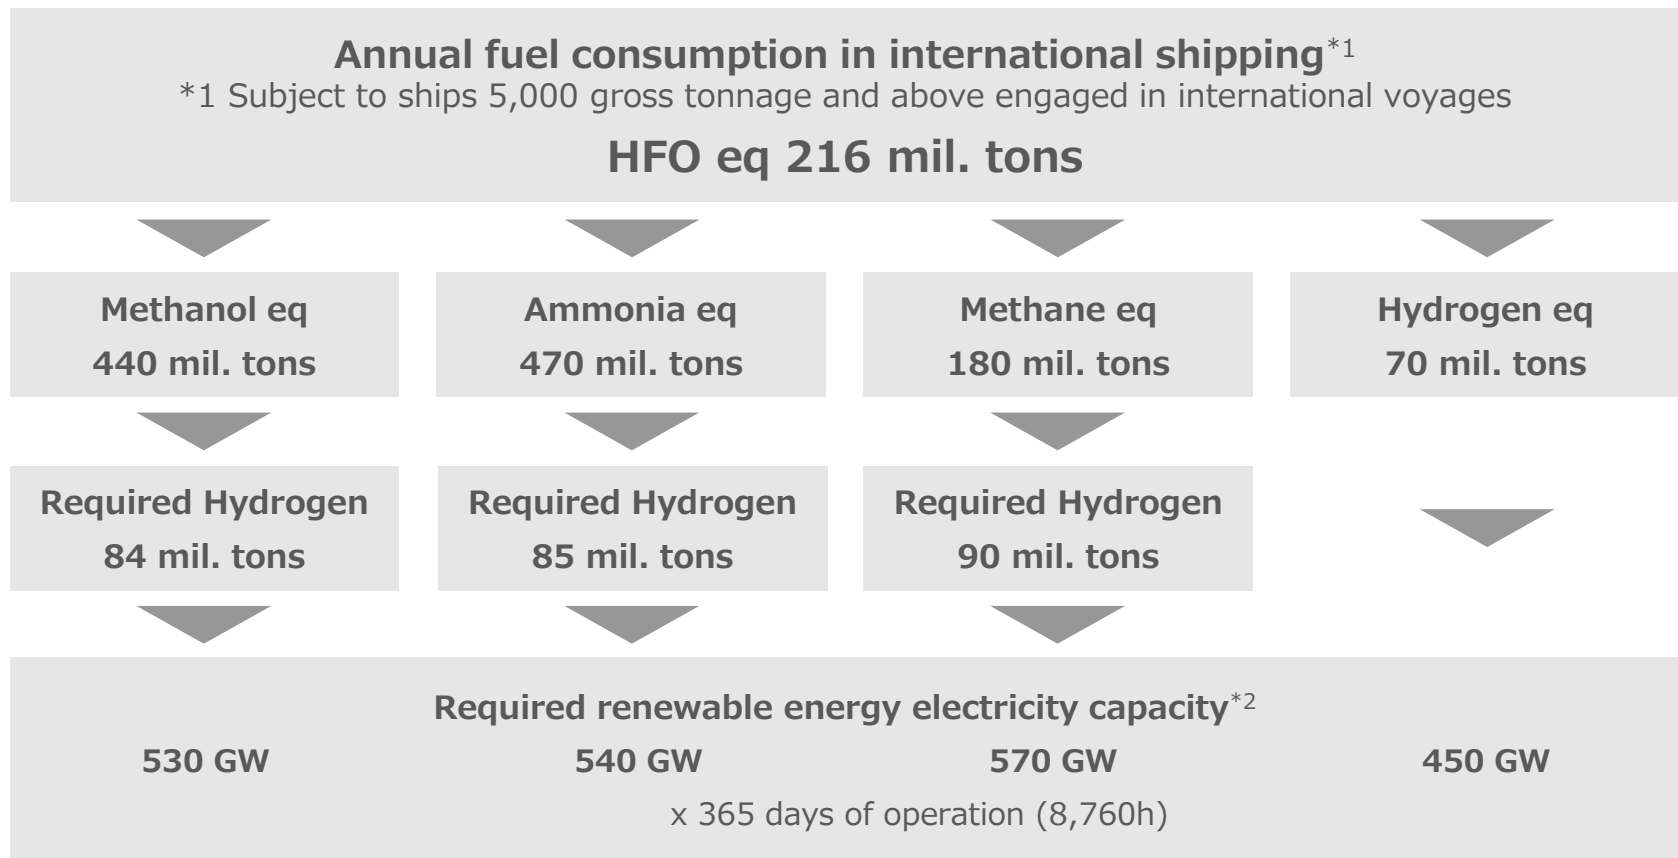 Annual fuel consumption in international shipping*1
*1 Subject to ships 5,000 gross tonnage and above engaged in international voyages
HFO eq 216 mil. tons
Methanol eq
440 mil. tons
Ammonia eq
470 mil. tons
Methane eq
180 mil. tons
Hydrogen eq
70 mil. tons
Required Hydrogen
84 mil. tons
Required Hydrogen
85 mil. tons
Required Hydrogen
90 mil. tons
Required renewable energy electricity capacity*2
530 GW
540 GW
570 GW
450 GW
x 365 days of operation (8,760h)